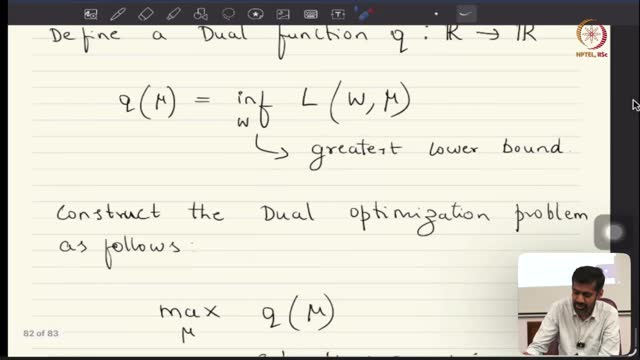 Define a Dual function q : ℝ → ℝ
q(μ) = inf L(W, μ)
W
↳ greatest lower bound.
Construct the Dual optimization problem
as follows:
max q(μ)
μ
82 of 83
NPTEL, IISc